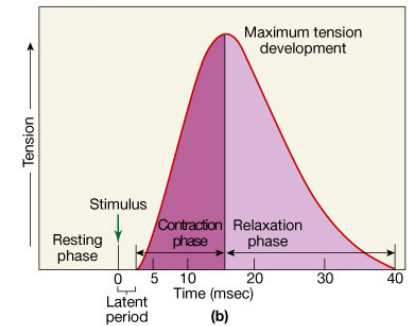 Maximum tension
development
Tension
Stimulus
Contraction
phase
Relaxation
phase
Resting
phase
0 5 10 20 30 40
Time (msec)
Latent
period
(b)